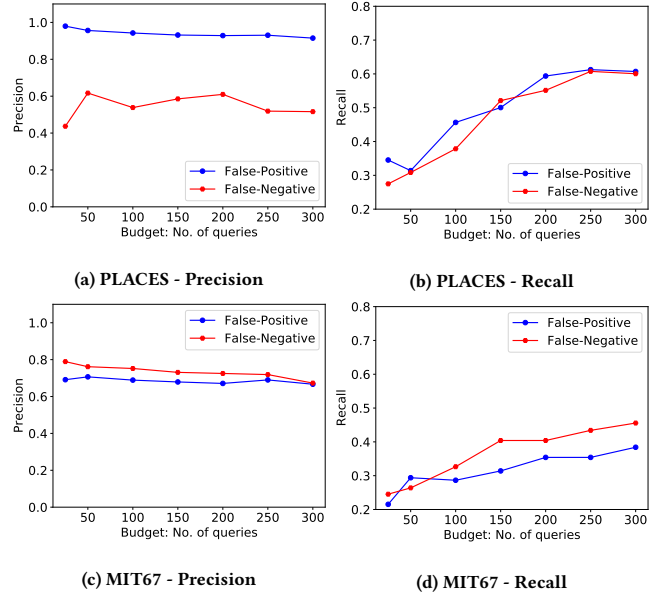 1.0
0.8
0.6
0.4
0.2
0.0
Precision
False-Positive
False-Negative
50 100 150 200 250 300
Budget: No. of queries
(a) PLACES - Precision
0.8
0.7
0.6
0.5
0.4
0.3
0.2
Recall
False-Positive
False-Negative
50 100 150 200 250 300
Budget: No. of queries
(b) PLACES - Recall
1.0
0.8
0.6
0.4
0.2
0.0
Precision
False-Positive
False-Negative
50 100 150 200 250 300
Budget: No. of queries
(c) MIT67 - Precision
0.8
0.7
0.6
0.5
0.4
0.3
0.2
Recall
False-Positive
False-Negative
50 100 150 200 250 300
Budget: No. of queries
(d) MIT67 - Recall